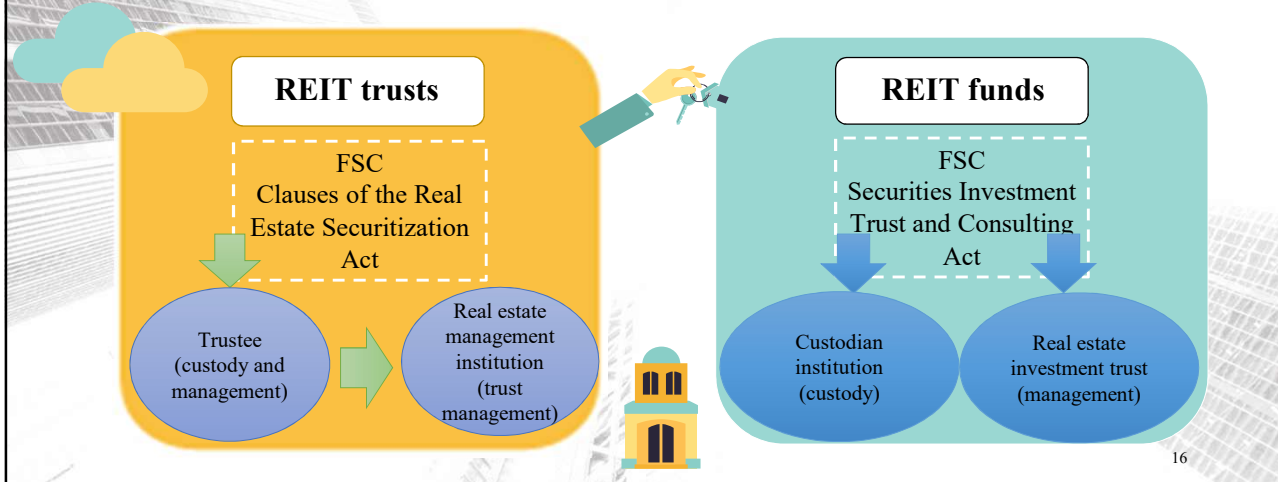 REIT trusts
FSC
Clauses of the Real
Estate Securitization
Act
Trustee
(custody and
management)
Real estate
management
institution
(trust
management)
REIT funds
FSC
Securities Investment
Trust and Consulting
Act
Custodian
institution
(custody)
Real estate
investment trust
(management)
16